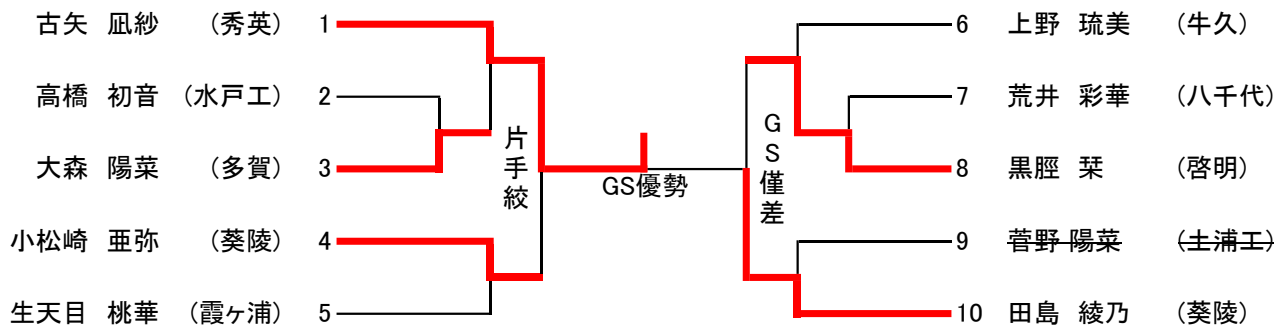 古矢 凪紗 (秀英) 1
高橋 初音 (水戸工) 2
大森 陽菜 (多賀) 3
小松崎 亜弥 (葵陵) 4
生天目 桃華 (霞ヶ浦) 5
片手絞
GS優勢
GS僅差
6 上野 琉美 (牛久)
7 荒井 彩華 (八千代)
8 黒脛 栞 (啓明)
9 菅野 陽菜 (土浦工)
10 田島 綾乃 (葵陵)